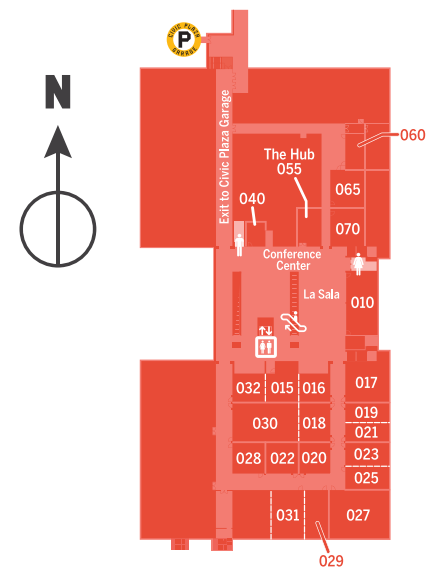 CIVIC PLAZA
P
GARAGE
N
Exit to Civic Plaza Garage
060
The Hub
055
065
040
070
Conference
Center
La Sala
010
032
015
016
017
030
018
019
021
028
022
020
023
025
031
027
029